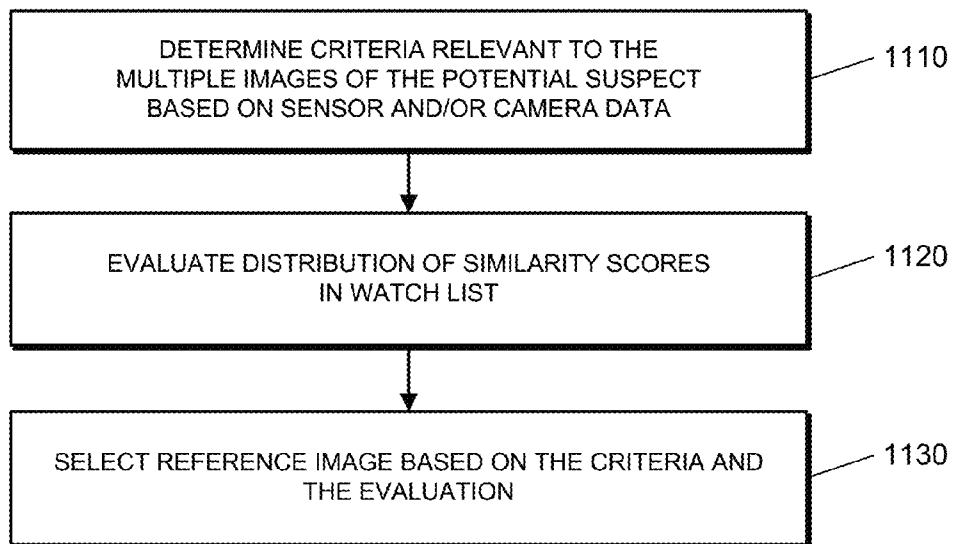 DETERMINE CRITERIA RELEVANT TO THE
MULTIPLE IMAGES OF THE POTENTIAL SUSPECT
BASED ON SENSOR AND/OR CAMERA DATA
1110
EVALUATE DISTRIBUTION OF SIMILARITY SCORES
IN WATCH LIST
1120
SELECT REFERENCE IMAGE BASED ON THE CRITERIA AND
THE EVALUATION
1130